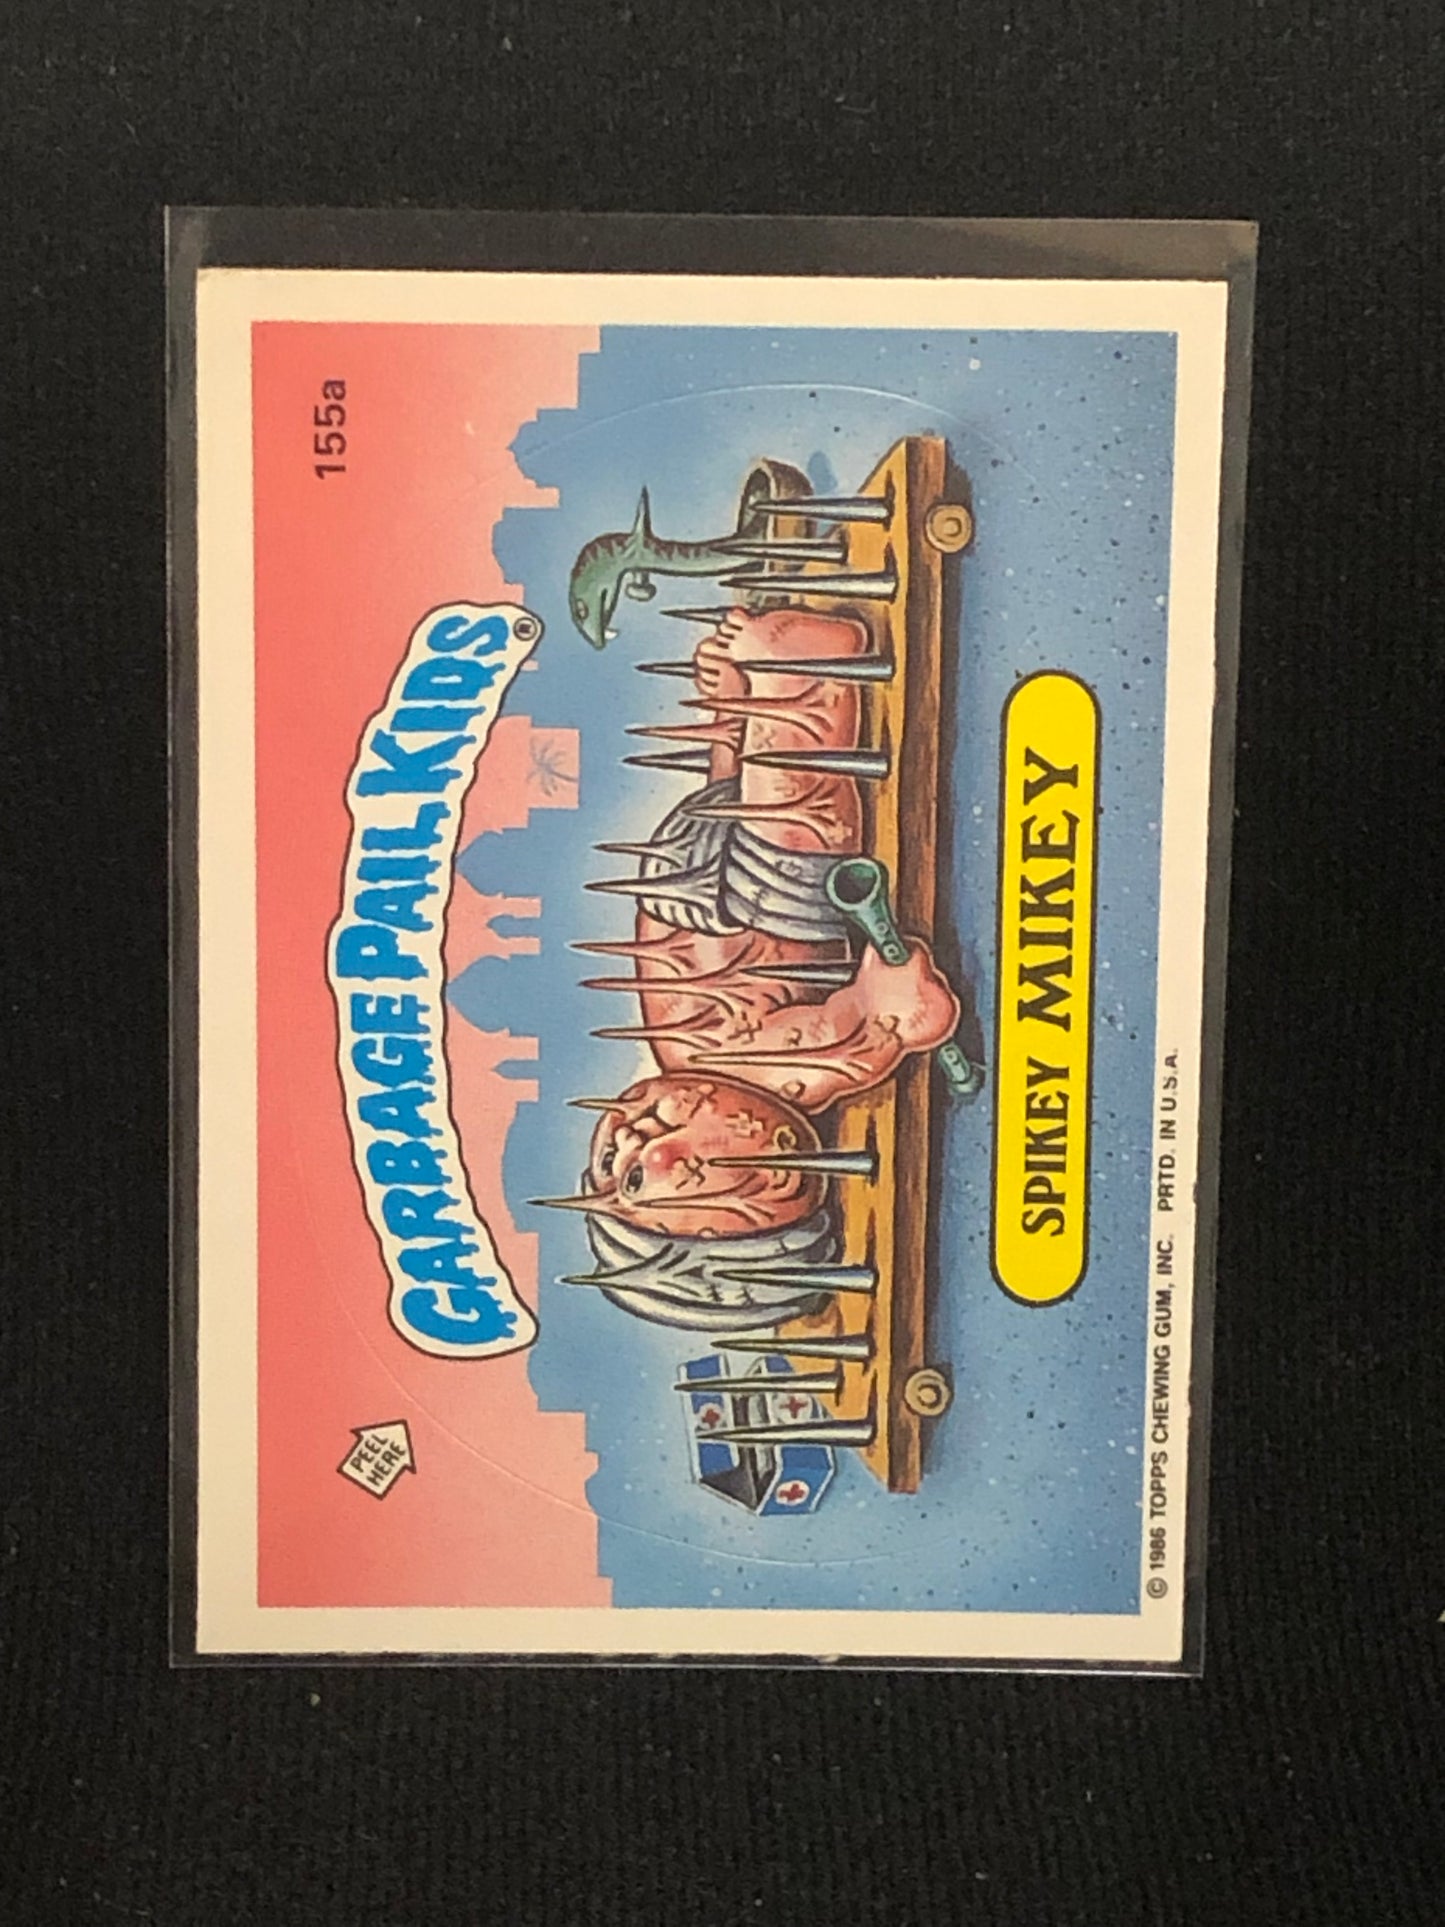 155a
PEEL
HERE
GARBAGE PAIL KIDS®
SPIKEY MIKEY
© 1986 TOPPS CHEWING GUM, INC. PRTD. IN U.S.A.